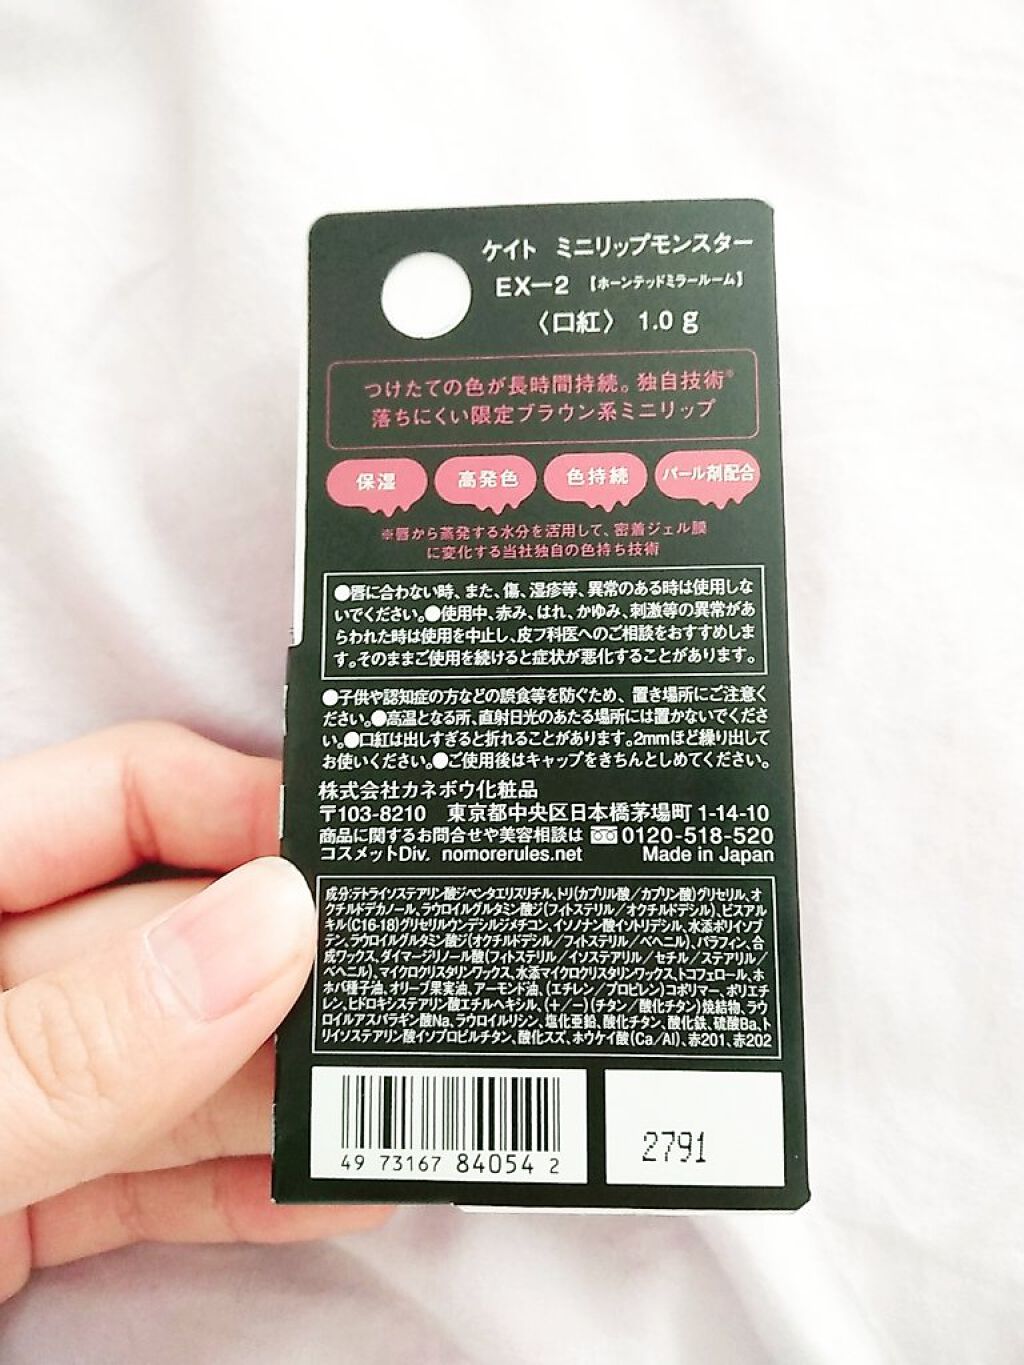 ケイト ミニリップモンスター
EX−2 【ホーンテッドミラールーム】
〈口紅〉 1.0 g
つけたての色が長時間持続。独自技術※
落ちにくい限定ブラウン系ミニリップ
保湿 高発色 色持続 パール剤配合
※唇から蒸発する水分を活用して、密着ジェル膜
に変化する当社独自の色持ち技術
●唇に合わない時、また、傷、湿疹等、異常のある時は使用しな
いでください。●使用中、赤み、はれ、かゆみ、刺激等の異常があ
らわれた時は使用を中止し、皮フ科医へのご相談をおすすめしま
す。そのままご使用を続けると症状が悪化することがあります。
●子供や認知症の方などの誤食等を防ぐため、置き場所にご注意く
ださい。●高温となる所、直射日光のあたる場所には置かないでくださ
い。●口紅は出しすぎると折れることがあります。2mmほど繰り出して
お使いください。●ご使用後はキャップをきちんとしめてください。
株式会社カネボウ化粧品
〒103-8210 東京都中央区日本橋茅場町 1-14-10
商品に関するお問合せや美容相談は 0120-518-520
コスメットDiv. nomorerules.net Made in Japan
成分:テトライソステアリン酸ジペンタエリスリチル、トリ(カプリル酸/カプリン酸)グリセリル、オ
クチルドデカノール、ラウロイルグルタミン酸ジ(フィトステリル/オクチルドデシル)、ビスアル
キル(C16-18)グリセリルウンデシルジメチコン、イソノナン酸イソトリデシル、水添ポリイソブ
テン、ラウロイルグルタミン酸ジ(オクチルドデシル/フィトステリル/ベヘニル)、パラフィン、合
成ワックス、ダイマージリノール酸(フィトステリル/イソステアリル/セチル/ステアリル/
ベヘニル)、マイクロクリスタリンワックス、水添マイクロクリスタリンワックス、トコフェロール、ホ
ホバ種子油、オリーブ果実油、アーモンド油、(エチレン/プロピレン)コポリマー、ポリエチ
レン、ヒドロキシステアリン酸エチルヘキシル、(+/−)(チタン/酸化チタン)焼結物、ラウ
ロイルアスパラギン酸Na、ラウロイルリシン、塩化亜鉛、酸化チタン、酸化鉄、硫酸Ba、ト
リイソステアリン酸イソプロピルチタン、酸化スズ、ホウケイ酸(Ca/Al)、赤201、赤202
49 73167 84054 2
2791